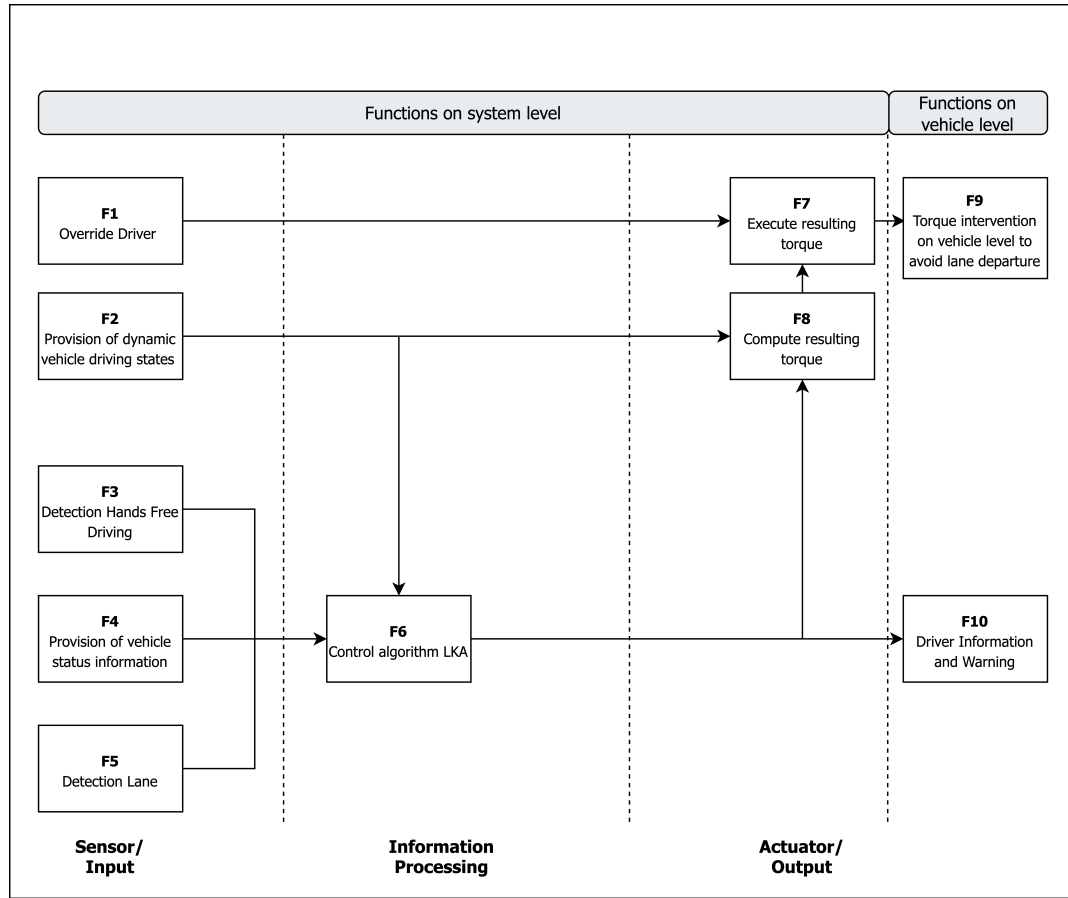 Functions on system level
Functions on
vehicle level
F1
Override Driver
F7
Execute resulting
torque
F9
Torque intervention
on vehicle level to
avoid lane departure
F2
Provision of dynamic
vehicle driving states
F8
Compute resulting
torque
F3
Detection Hands Free
Driving
F4
Provision of vehicle
status information
F6
Control algorithm LKA
F10
Driver Information
and Warning
F5
Detection Lane
Sensor/
Input
Information
Processing
Actuator/
Output